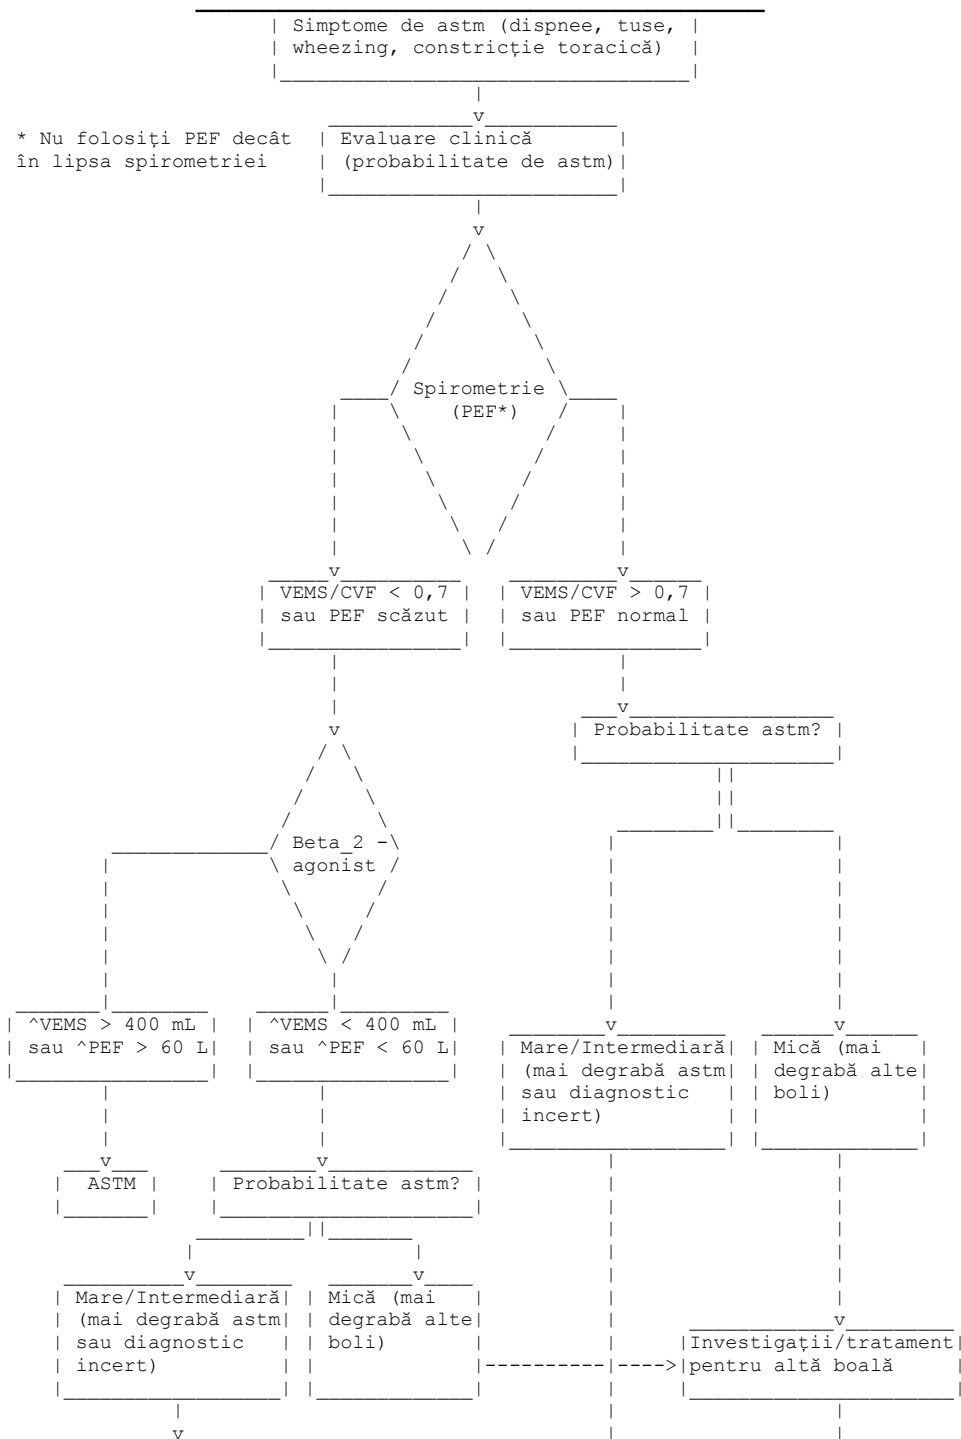 Simptome de astm (dispnee, tuse,
wheezing, constricție toracică)
* Nu folosiți PEF decât
în lipsa spirometriei
Evaluare clinică
(probabilitate de astm)
Spirometrie
(PEF*)
VEMS/CVF < 0,7
sau PEF scăzut
VEMS/CVF > 0,7
sau PEF normal
Probabilitate astm?
Beta_2 -
agonist
^VEMS > 400 mL
sau ^PEF > 60 L
^VEMS < 400 mL
sau ^PEF < 60 L
Mare/Intermediară
(mai degrabă astm
sau diagnostic
incert)
Mică (mai
degrabă alte
boli)
ASTM
Probabilitate astm?
Mare/Intermediară
(mai degrabă astm
sau diagnostic
incert)
Mică (mai
degrabă alte
boli)
Investigații/tratament
pentru altă boală